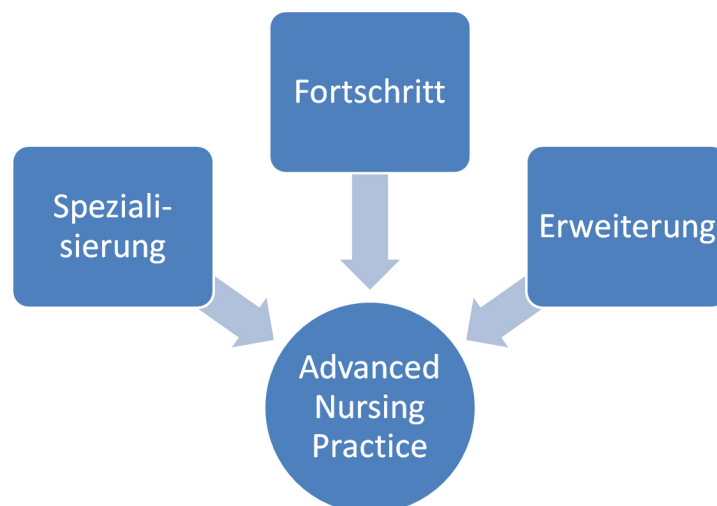 Fortschritt
Speziali-
sierung
Erweiterung
Advanced
Nursing
Practice